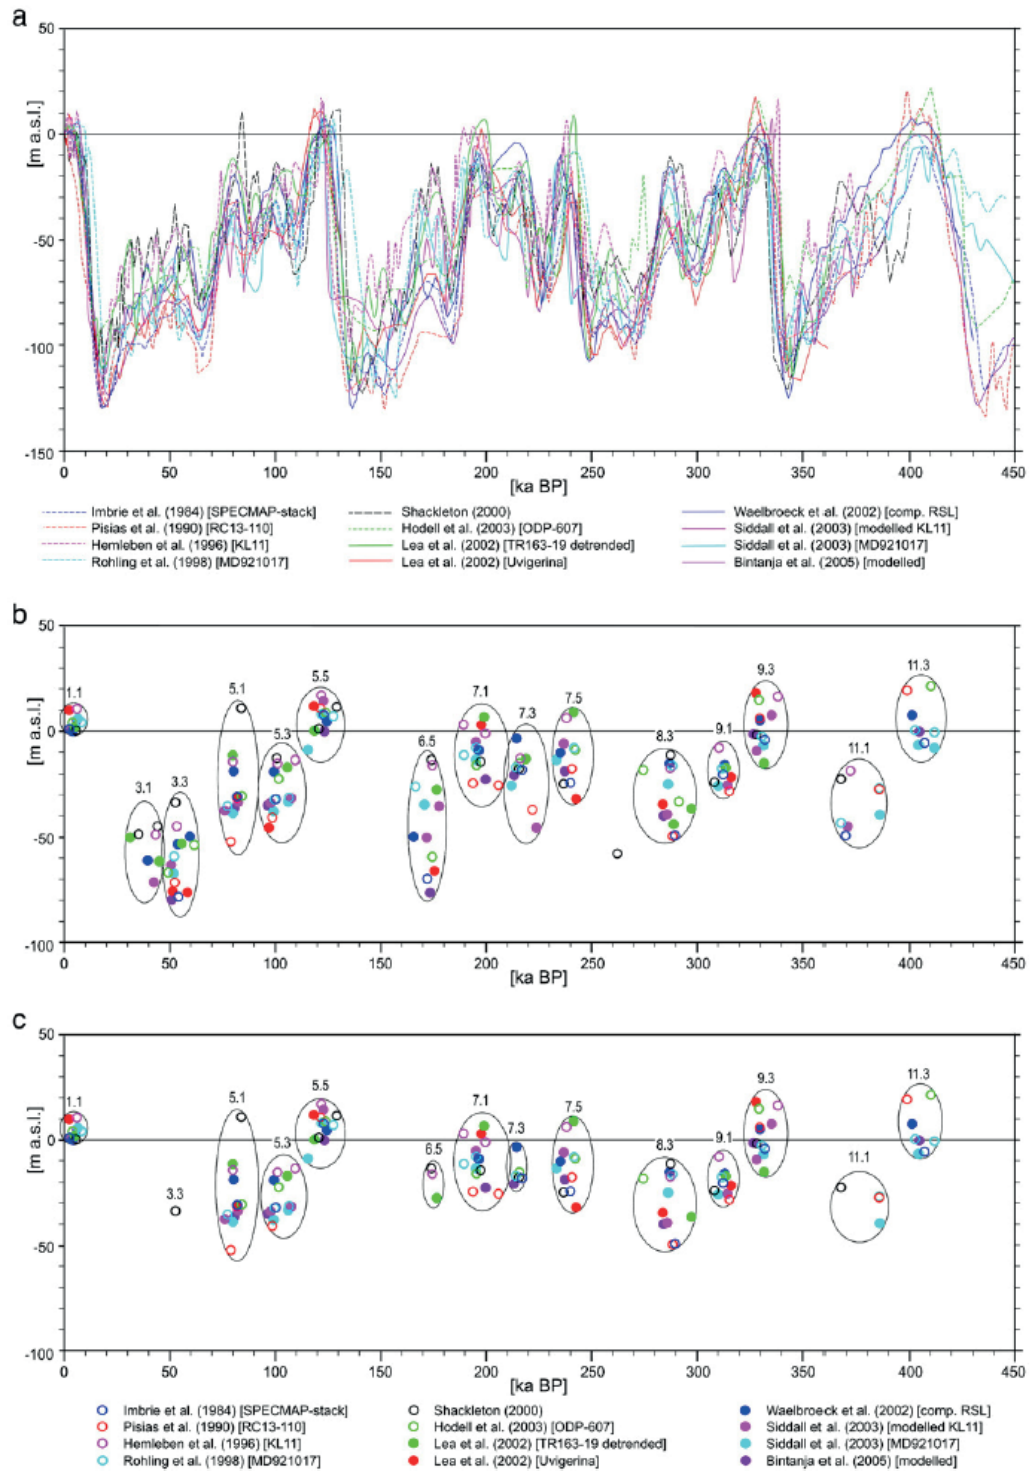 a
50
0
-50
-100
-150
[m a.s.l.]
[m a.s.l.]
0 50 100 150 200 250 300 350 400 450
[ka BP]
Imbrie et al. (1984) [SPECMAP-stack]
Pisias et al. (1990) [RC13-110]
Hemleben et al. (1996) [KL11]
Rohling et al. (1998) [MD921017]
Shackleton (2000)
Hodell et al. (2003) [ODP-607]
Lea et al. (2002) [TR163-19 detrended]
Lea et al. (2002) [Uvigerina]
Waelbroeck et al. (2002) [comp. RSL]
Siddall et al. (2003) [modelled KL11]
Siddall et al. (2003) [MD921017]
Bintanja et al. (2005) [modelled]
b
50
0
-50
-100
[m a.s.l.]
[m a.s.l.]
1.1
3.1
3.3
5.1
5.3
5.5
6.5
7.1
7.3
7.5
8.3
9.1
9.3
11.1
11.3
0 50 100 150 200 250 300 350 400 450
[ka BP]
c
50
0
-50
-100
[m a.s.l.]
[m a.s.l.]
1.1
3.3
5.1
5.3
5.5
6.5
7.1
7.3
7.5
8.3
9.1
9.3
11.1
11.3
0 50 100 150 200 250 300 350 400 450
[ka BP]
Imbrie et al. (1984) [SPECMAP-stack]
Pisias et al. (1990) [RC13-110]
Hemleben et al. (1996) [KL11]
Rohling et al. (1998) [MD921017]
Shackleton (2000)
Hodell et al. (2003) [ODP-607]
Lea et al. (2002) [TR163-19 detrended]
Lea et al. (2002) [Uvigerina]
Waelbroeck et al. (2002) [comp. RSL]
Siddall et al. (2003) [modelled KL11]
Siddall et al. (2003) [MD921017]
Bintanja et al. (2005) [modelled]